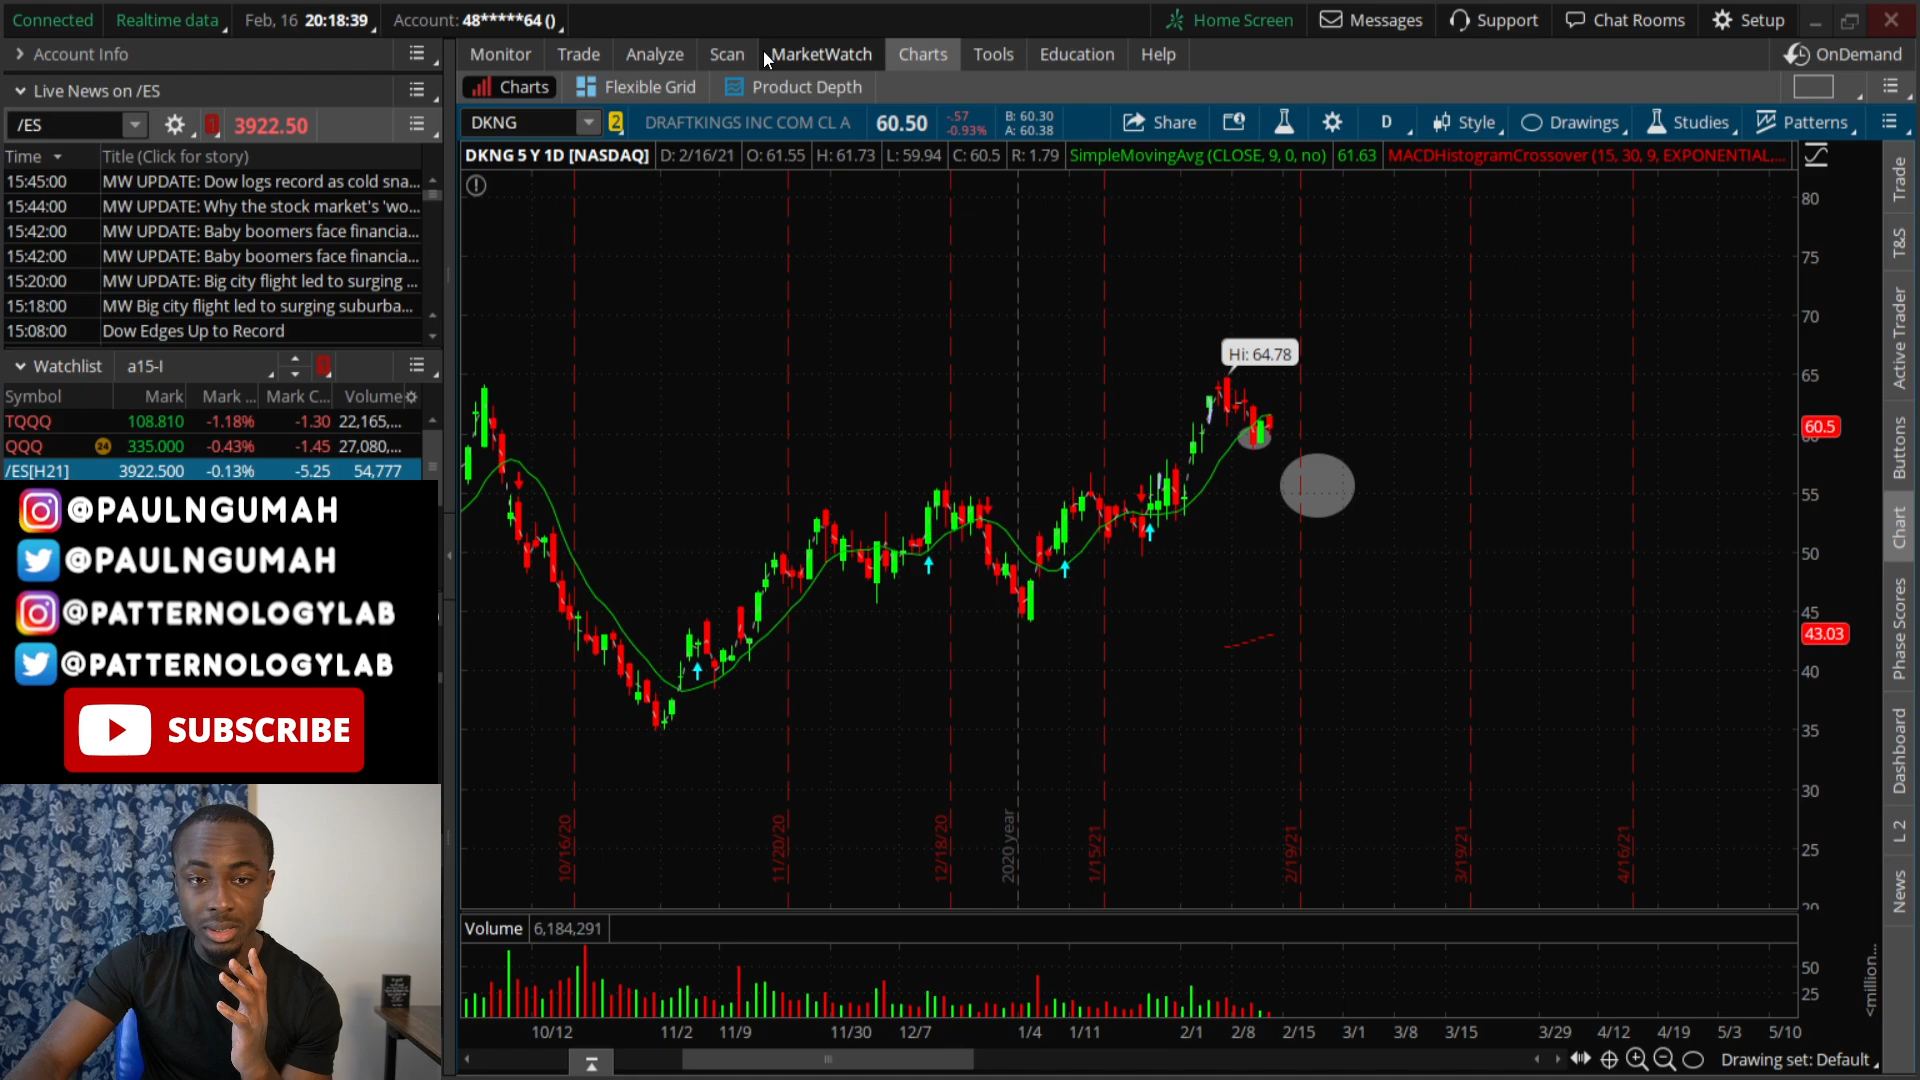 Connected Realtime data Feb, 16 20:18:39 Account: 48*****64 () Home Screen Messages Support Chat Rooms Setup
Account Info Monitor Trade Analyze Scan MarketWatch Charts Tools Education Help OnDemand
Live News on /ES Charts Flexible Grid Product Depth
/ES 1 3922.50 DKNG 2 DRAFTKINGS INC COM CL A 60.50 -.57 -0.93% B: 60.30 A: 60.38 Share D Style Drawings Studies Patterns
DKNG 5 Y 1D [NASDAQ] D: 2/16/21 O: 61.55 H: 61.73 L: 59.94 C: 60.5 R: 1.79 SimpleMovingAvg (CLOSE, 9, 0, no) 61.63 MACDHistogramCrossover (15, 30, 9, EXPONENTIAL,...
Time Title (Click for story)
15:45:00 MW UPDATE: Dow logs record as cold sna...
15:44:00 MW UPDATE: Why the stock market's 'wo...
15:42:00 MW UPDATE: Baby boomers face financia...
15:42:00 MW UPDATE: Baby boomers face financia...
15:20:00 MW UPDATE: Big city flight led to surging ...
15:18:00 MW Big city flight led to surging suburba...
15:08:00 Dow Edges Up to Record
Watchlist a15-I 1
Symbol Mark Mark ... Mark C... Volume
TQQQ 108.810 -1.18% -1.30 22,165,...
QQQ 24 335.000 -0.43% -1.45 27,080,...
/ES[H21] 3922.500 -0.13% -5.25 54,777
@PAULNGUMAH
@PAULNGUMAH
@PATTERNOLOGYLAB
@PATTERNOLOGYLAB
SUBSCRIBE
Hi: 64.78
80
75
70
65
60.5
55
50
45
43.03
40
35
30
25
20
10/16/20
11/20/20
12/18/20
2020 year
1/15/21
2/19/21
3/19/21
4/16/21
Volume 6,184,291
50
25
<million...
10/12 11/2 11/9 11/30 12/7 1/4 1/11 2/1 2/8 2/15 3/1 3/8 3/15 3/29 4/12 4/19 5/3 5/10
Drawing set: Default
Trade
T&S
Active Trader
Buttons
Chart
Phase Scores
Dashboard
L 2
News